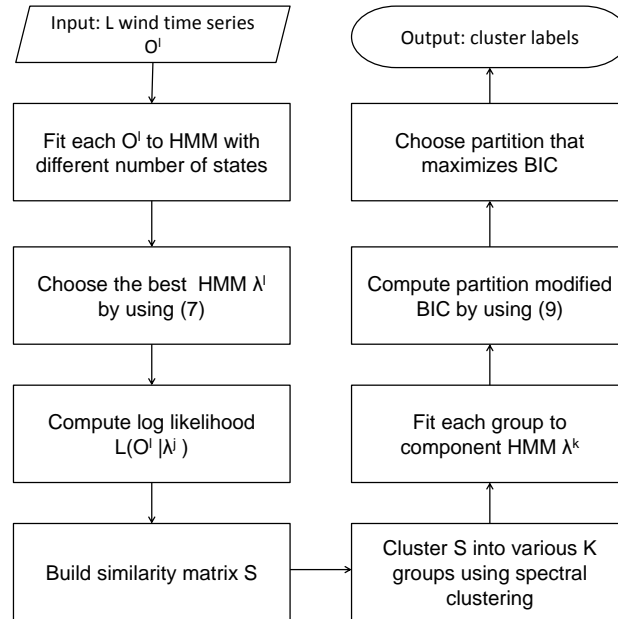 Input: L wind time series
Oˡ
Fit each Oˡ to HMM with
different number of states
Choose the best HMM λˡ
by using (7)
Compute log likelihood
L(Oˡ |λʲ )
Build similarity matrix S
Cluster S into various K
groups using spectral
clustering
Fit each group to
component HMM λᵏ
Compute partition modified
BIC by using (9)
Choose partition that
maximizes BIC
Output: cluster labels